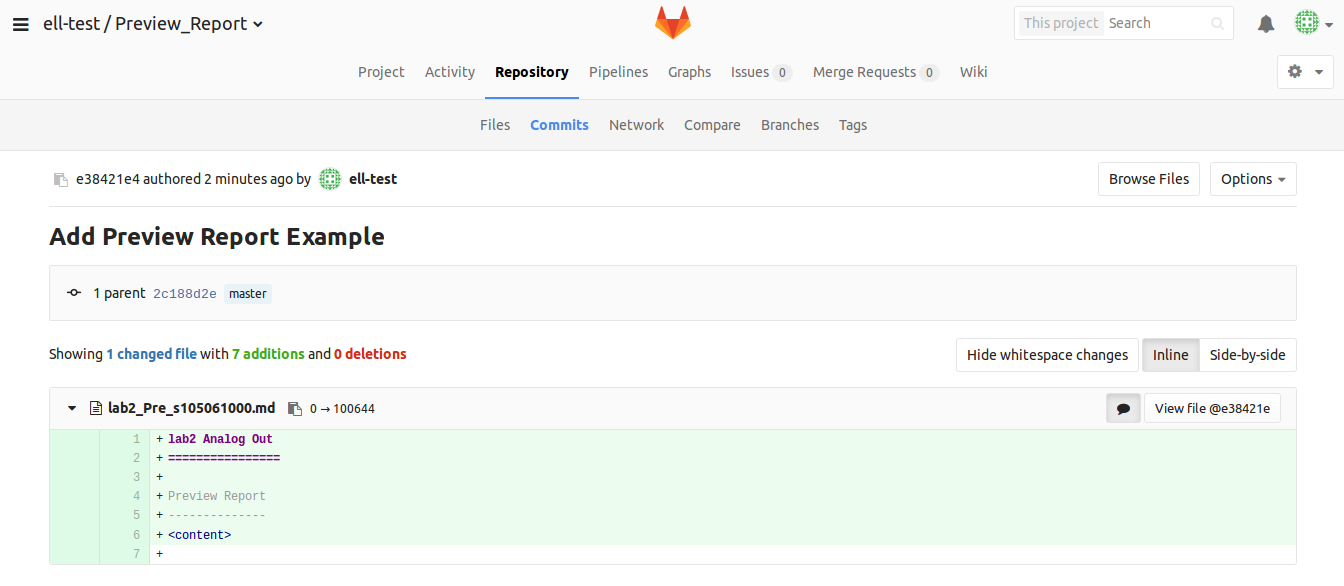 ell-test / Preview_Report
This project Search
Project Activity Repository Pipelines Graphs Issues 0 Merge Requests 0 Wiki
Files Commits Network Compare Branches Tags
e38421e4 authored 2 minutes ago by ell-test
Browse Files Options
Add Preview Report Example
1 parent 2c188d2e master
Showing 1 changed file with 7 additions and 0 deletions
Hide whitespace changes Inline Side-by-side
lab2_Pre_s105061000.md 0 → 100644 View file @e38421e
1 + lab2 Analog Out
2 + ================
3 +
4 + Preview Report
5 + --------------
6 + <content>
7 +